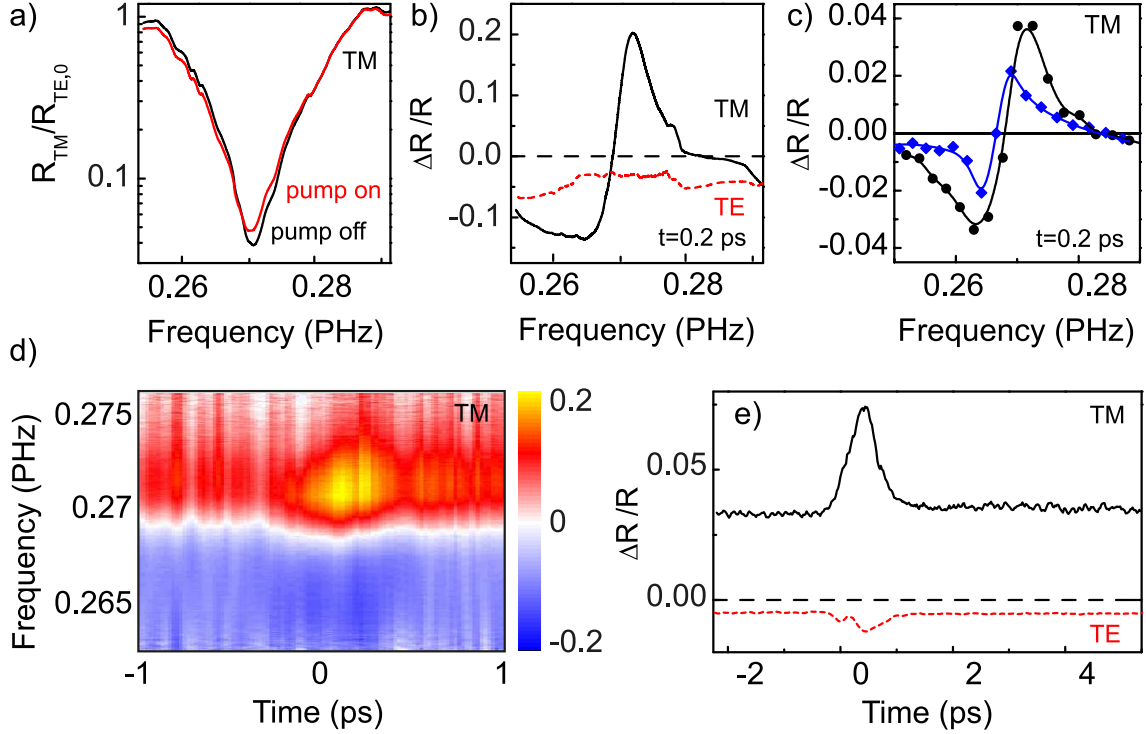 a)
1
0.1
R_TM/R_TE,0
TM
pump on
pump off
0.26
0.28
Frequency (PHz)
b)
0.2
0.1
0.0
-0.1
ΔR/R
TM
TE
t=0.2 ps
0.26
0.28
Frequency (PHz)
c)
0.04
0.02
0.00
-0.02
-0.04
ΔR/R
TM
t=0.2 ps
0.26
0.27
0.28
Frequency (PHz)
d)
0.275
0.27
0.265
Frequency (PHz)
TM
-1
0
1
Time (ps)
0.2
0
-0.2
e)
0.05
0.00
ΔR/R
TM
TE
-2
0
2
4
Time (ps)